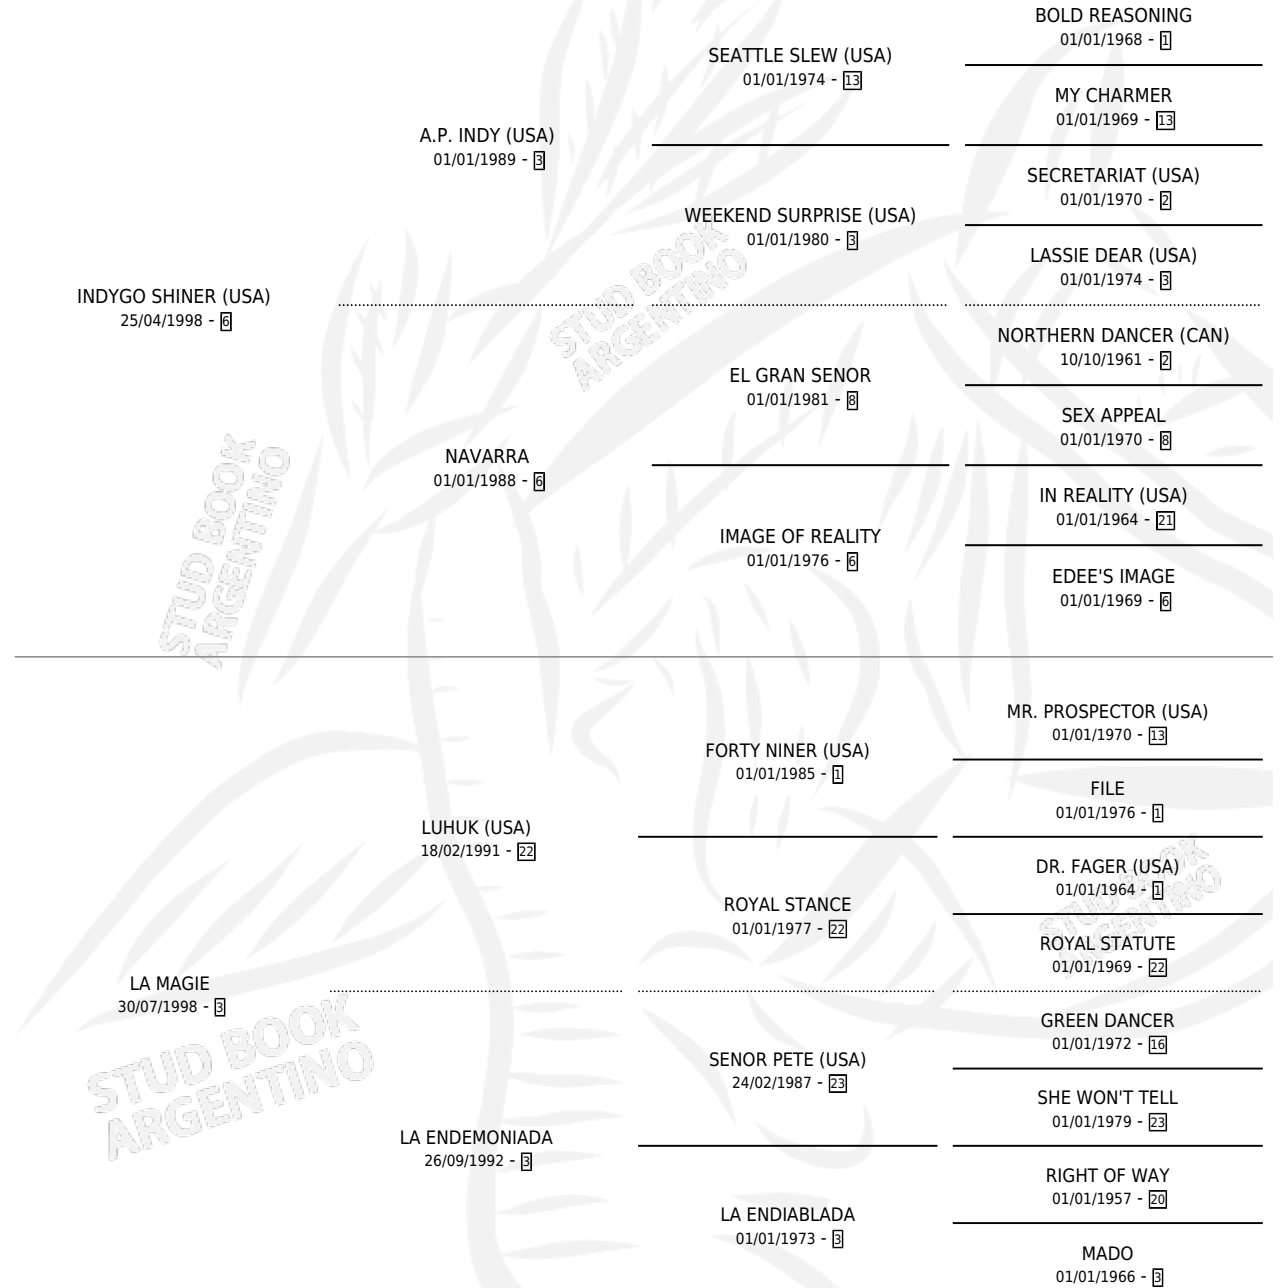 BOLD REASONING
01/01/1968 - 1
SEATTLE SLEW (USA)
01/01/1974 - 13
MY CHARMER
01/01/1969 - 13
A.P. INDY (USA)
01/01/1989 - 3
SECRETARIAT (USA)
01/01/1970 - 2
WEEKEND SURPRISE (USA)
01/01/1980 - 3
LASSIE DEAR (USA)
01/01/1974 - 3
INDYGO SHINER (USA)
25/04/1998 - 6
NORTHERN DANCER (CAN)
10/10/1961 - 2
EL GRAN SENOR
01/01/1981 - 8
SEX APPEAL
01/01/1970 - 8
NAVARRA
01/01/1988 - 6
IN REALITY (USA)
01/01/1964 - 21
IMAGE OF REALITY
01/01/1976 - 6
EDEE'S IMAGE
01/01/1969 - 6
MR. PROSPECTOR (USA)
01/01/1970 - 13
FORTY NINER (USA)
01/01/1985 - 1
FILE
01/01/1976 - 1
LUHUK (USA)
18/02/1991 - 22
DR. FAGER (USA)
01/01/1964 - 1
ROYAL STANCE
01/01/1977 - 22
ROYAL STATUTE
01/01/1969 - 22
LA MAGIE
30/07/1998 - 3
GREEN DANCER
01/01/1972 - 16
SENOR PETE (USA)
24/02/1987 - 23
SHE WON'T TELL
01/01/1979 - 23
LA ENDEMONIADA
26/09/1992 - 3
RIGHT OF WAY
01/01/1957 - 20
LA ENDIABLADA
01/01/1973 - 3
MADO
01/01/1966 - 3
STUD BOOK
ARGENTINO
STUD BOOK
ARGENTINO
STUD BOOK
ARGENTINO
STUD BOOK
ARGENTINO